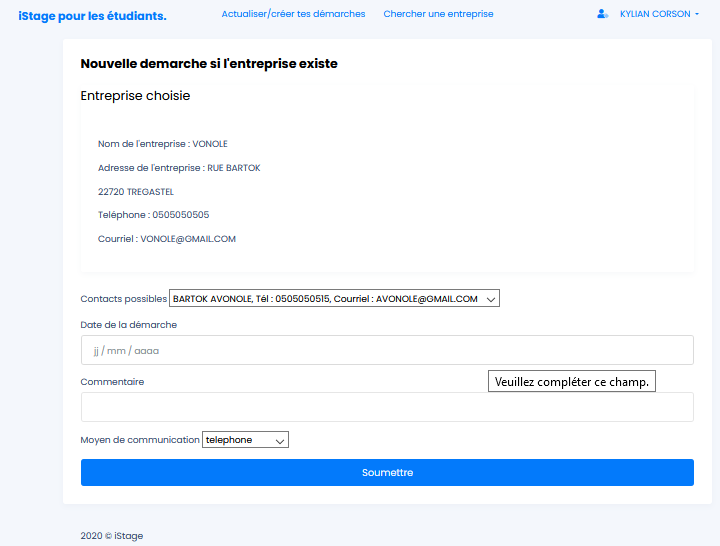 iStage pour les étudiants. Actualiser/créer tes démarches Chercher une entreprise KYLIAN CORSON
Nouvelle demarche si l'entreprise existe
Entreprise choisie
Nom de l'entreprise : VONOLE
Adresse de l'entreprise : RUE BARTOK
22720 TREGASTEL
Teléphone : 0505050505
Courriel : VONOLE@GMAIL.COM
Contacts possibles BARTOK AVONOLE, Tél : 0505050515, Courriel : AVONOLE@GMAIL.COM
Date de la démarche
jj / mm / aaaa
Commentaire
Veuillez compléter ce champ.
Moyen de communication telephone
Soumettre
2020 © iStage